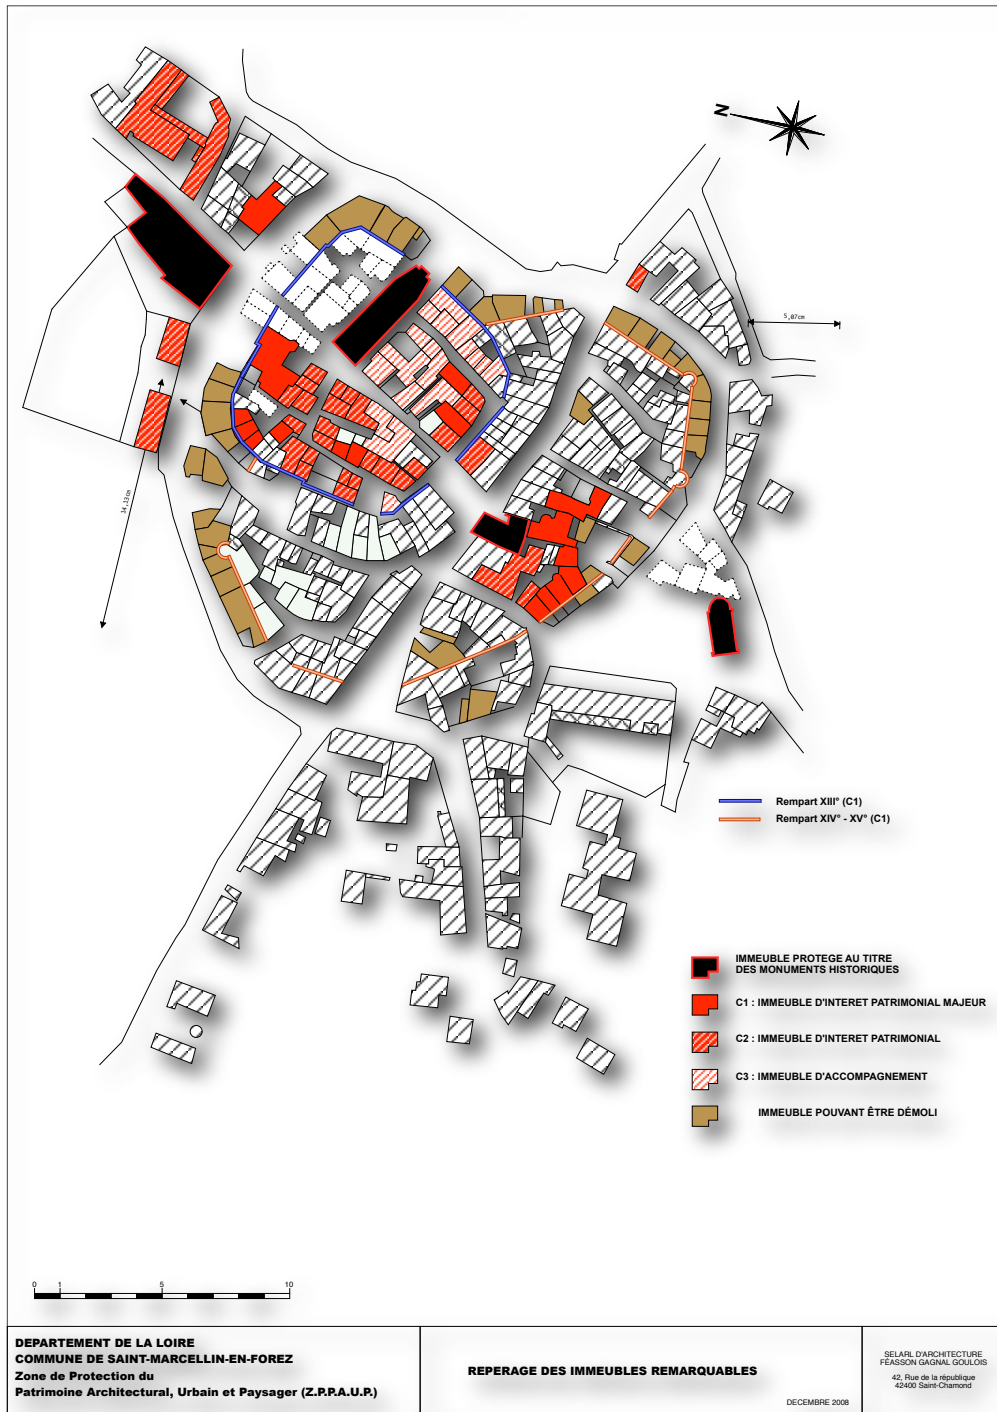 N
5,07cm
34,13cm
Rempart XIII° (C1)
Rempart XIV° - XV° (C1)
IMMEUBLE PROTEGE AU TITRE
DES MONUMENTS HISTORIQUES
C1 : IMMEUBLE D'INTERET PATRIMONIAL MAJEUR
C2 : IMMEUBLE D'INTERET PATRIMONIAL
C3 : IMMEUBLE D'ACCOMPAGNEMENT
IMMEUBLE POUVANT ÊTRE DÉMOLI
0 1 5 10
DEPARTEMENT DE LA LOIRE
COMMUNE DE SAINT-MARCELLIN-EN-FOREZ
Zone de Protection du
Patrimoine Architectural, Urbain et Paysager (Z.P.P.A.U.P.)
REPERAGE DES IMMEUBLES REMARQUABLES
DECEMBRE 2008
SELARL D'ARCHITECTURE
FÉASSON GAGNAL GOULOIS
42, Rue de la république
42400 Saint-Chamond